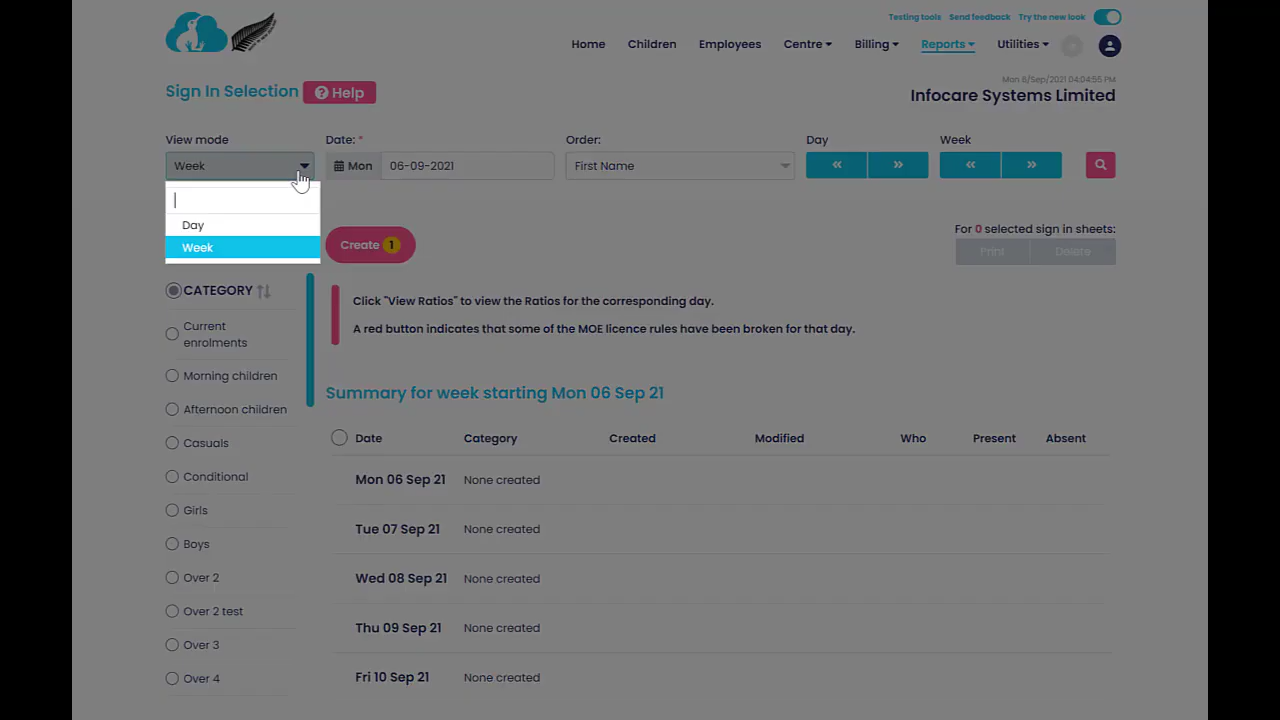 Testing tools Send feedback Try the new look
Home Children Employees Centre Billing Reports Utilities
Mon 6/Sep/2021 04:04:55 PM
Sign In Selection Help
Infocare Systems Limited
View mode Date: * Order: Day Week
Week Mon 06-09-2021 First Name « » « »
Day
Week
Create 1
For 0 selected sign in sheets:
Print Delete
CATEGORY
Current
enrolments
Morning children
Afternoon children
Casuals
Conditional
Girls
Boys
Over 2
Over 2 test
Over 3
Over 4
Click "View Ratios" to view the Ratios for the corresponding day.
A red button indicates that some of the MOE licence rules have been broken for that day.
Summary for week starting Mon 06 Sep 21
Date Category Created Modified Who Present Absent
Mon 06 Sep 21 None created
Tue 07 Sep 21 None created
Wed 08 Sep 21 None created
Thu 09 Sep 21 None created
Fri 10 Sep 21 None created